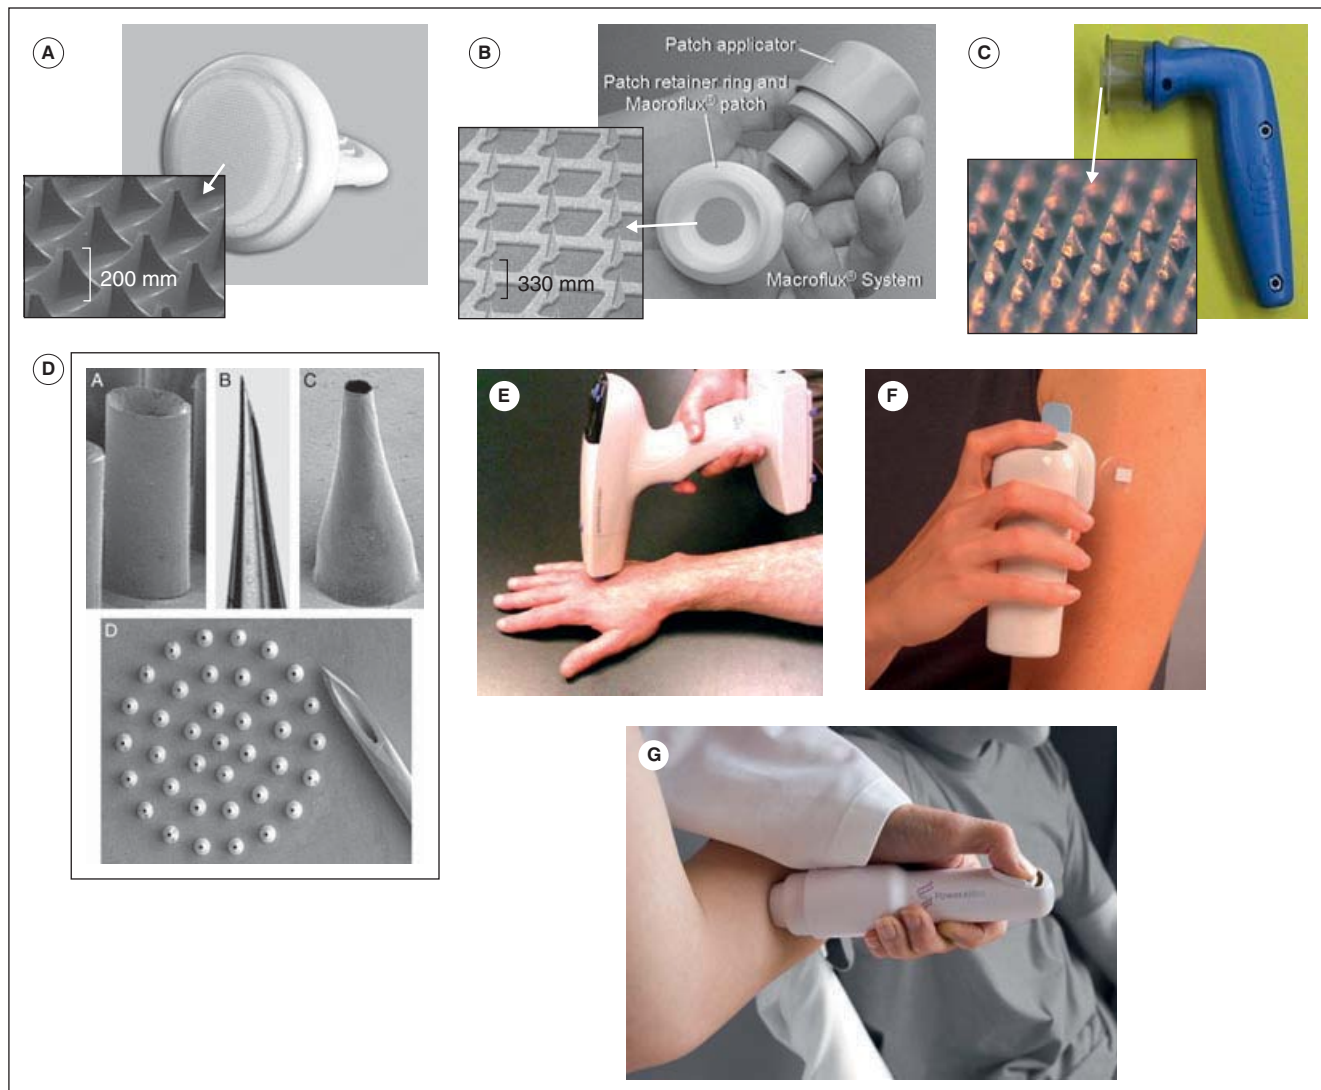 A
200 mm
B
Patch applicator
Patch retainer ring and
Macroflux® patch
330 mm
Macroflux® System
C
D
A
B
C
D
E
F
G